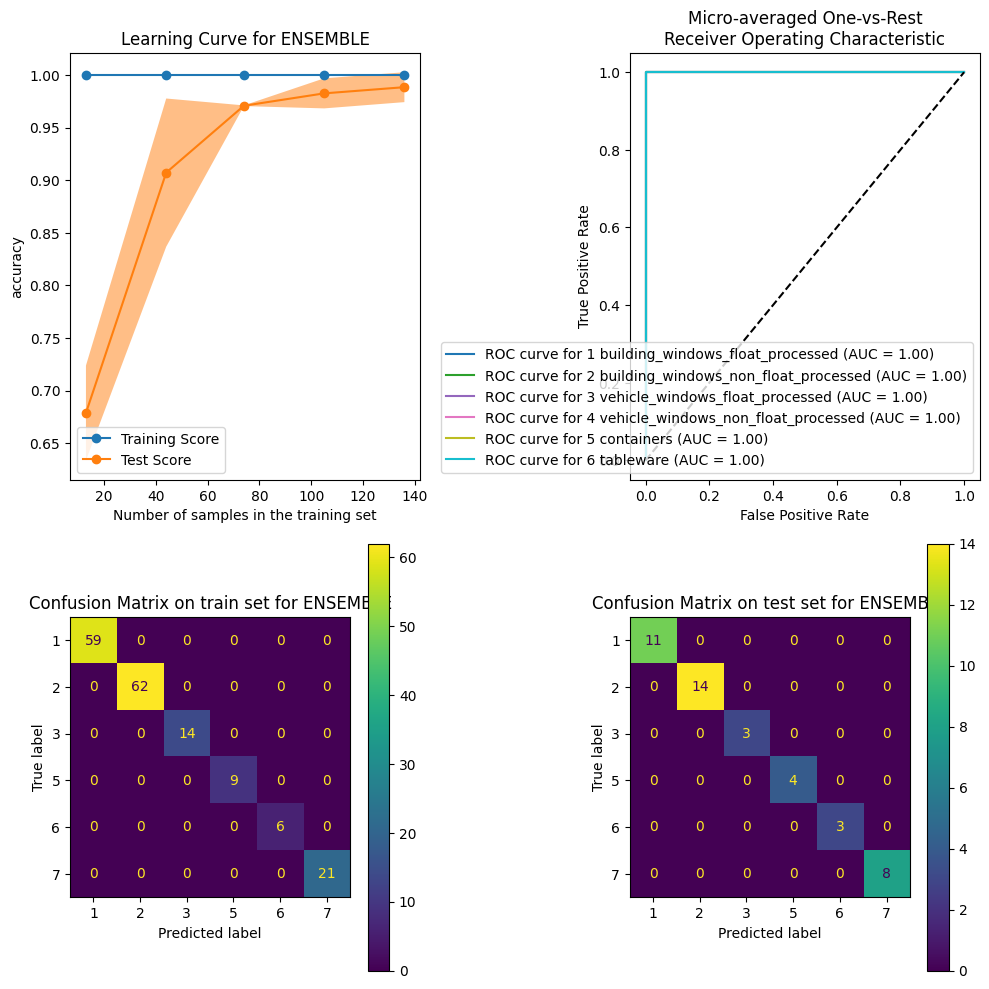 Learning Curve for ENSEMBLE
1.00
0.95
0.90
0.85
0.80
0.75
0.70
0.65
accuracy
Training Score
Test Score
20 40 60 80 100 120 140
Number of samples in the training set
Micro-averaged One-vs-Rest
Receiver Operating Characteristic
1.0
0.8
0.6
0.4
0.2
True Positive Rate
ROC curve for 1 building_windows_float_processed (AUC = 1.00)
ROC curve for 2 building_windows_non_float_processed (AUC = 1.00)
ROC curve for 3 vehicle_windows_float_processed (AUC = 1.00)
ROC curve for 4 vehicle_windows_non_float_processed (AUC = 1.00)
ROC curve for 5 containers (AUC = 1.00)
ROC curve for 6 tableware (AUC = 1.00)
0.0 0.2 0.4 0.6 0.8 1.0
False Positive Rate
Confusion Matrix on train set for ENSEMBLE
1 59 0 0 0 0 0
2 0 62 0 0 0 0
3 0 0 14 0 0 0
5 0 0 0 9 0 0
6 0 0 0 0 6 0
7 0 0 0 0 0 21
True label
1 2 3 5 6 7
Predicted label
60
50
40
30
20
10
0
Confusion Matrix on test set for ENSEMB
1 11 0 0 0 0 0
2 0 14 0 0 0 0
3 0 0 3 0 0 0
5 0 0 0 4 0 0
6 0 0 0 0 3 0
7 0 0 0 0 0 8
True label
1 2 3 5 6 7
Predicted label
14
12
10
8
6
4
2
0